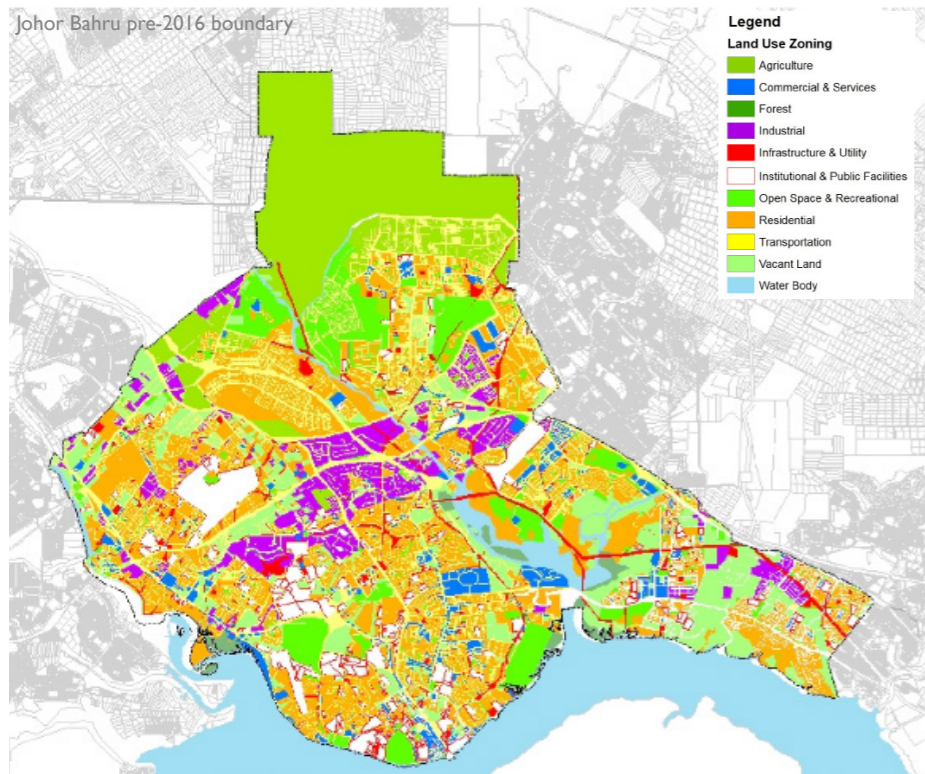 Johor Bahru pre-2016 boundary
Legend
Land Use Zoning
Agriculture
Commercial & Services
Forest
Industrial
Infrastructure & Utility
Institutional & Public Facilities
Open Space & Recreational
Residential
Transportation
Vacant Land
Water Body